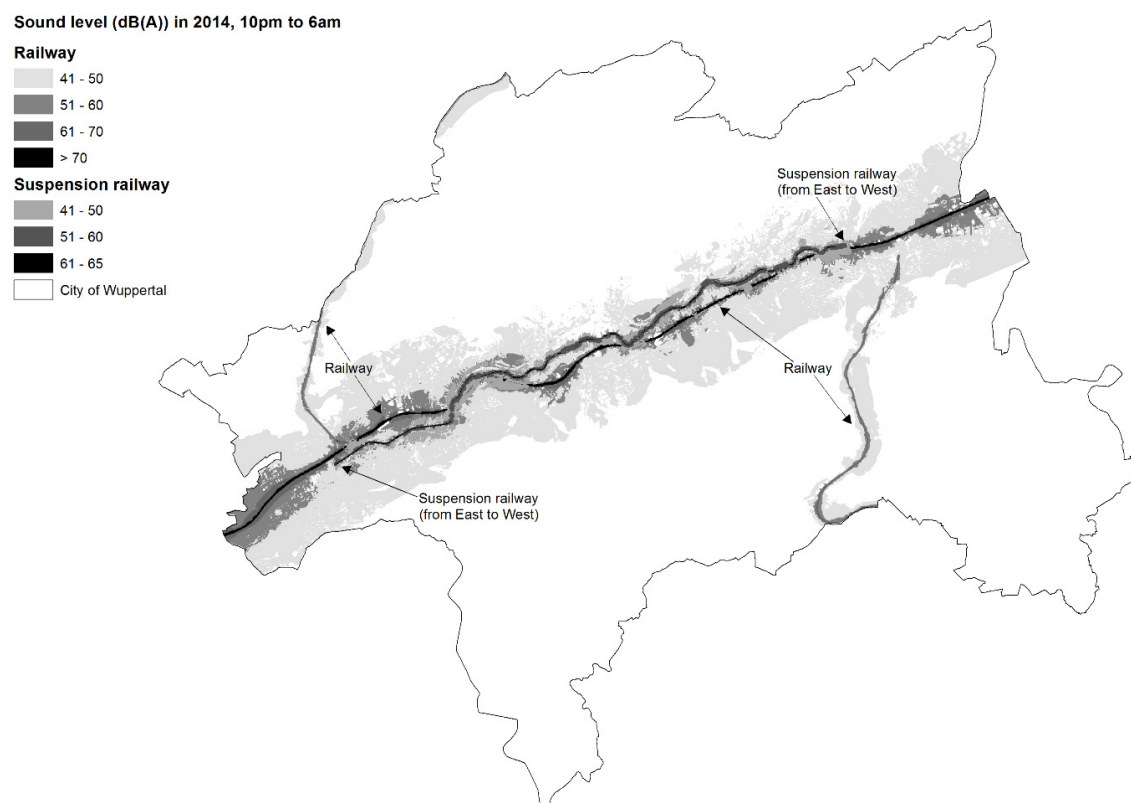 Sound level (dB(A)) in 2014, 10pm to 6am
Railway
41 - 50
51 - 60
61 - 70
> 70
Suspension railway
41 - 50
51 - 60
61 - 65
City of Wuppertal
Suspension railway
(from East to West)
Railway
Railway
Suspension railway
(from East to West)